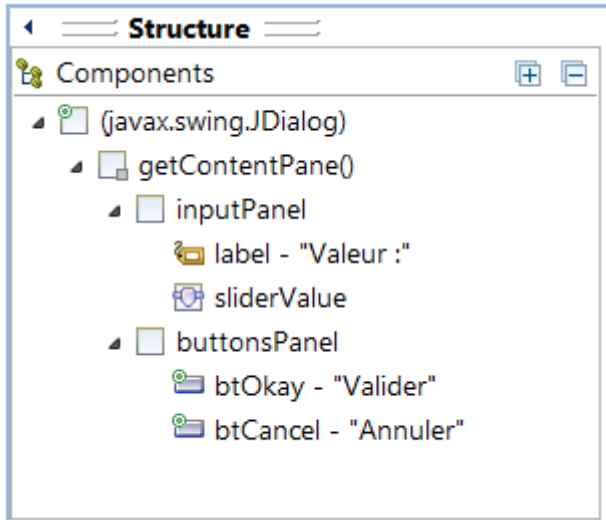 Structure
Components
(javax.swing.JDialog)
getContentPane()
inputPanel
label - "Valeur :"
sliderValue
buttonsPanel
btOkay - "Valider"
btCancel - "Annuler"